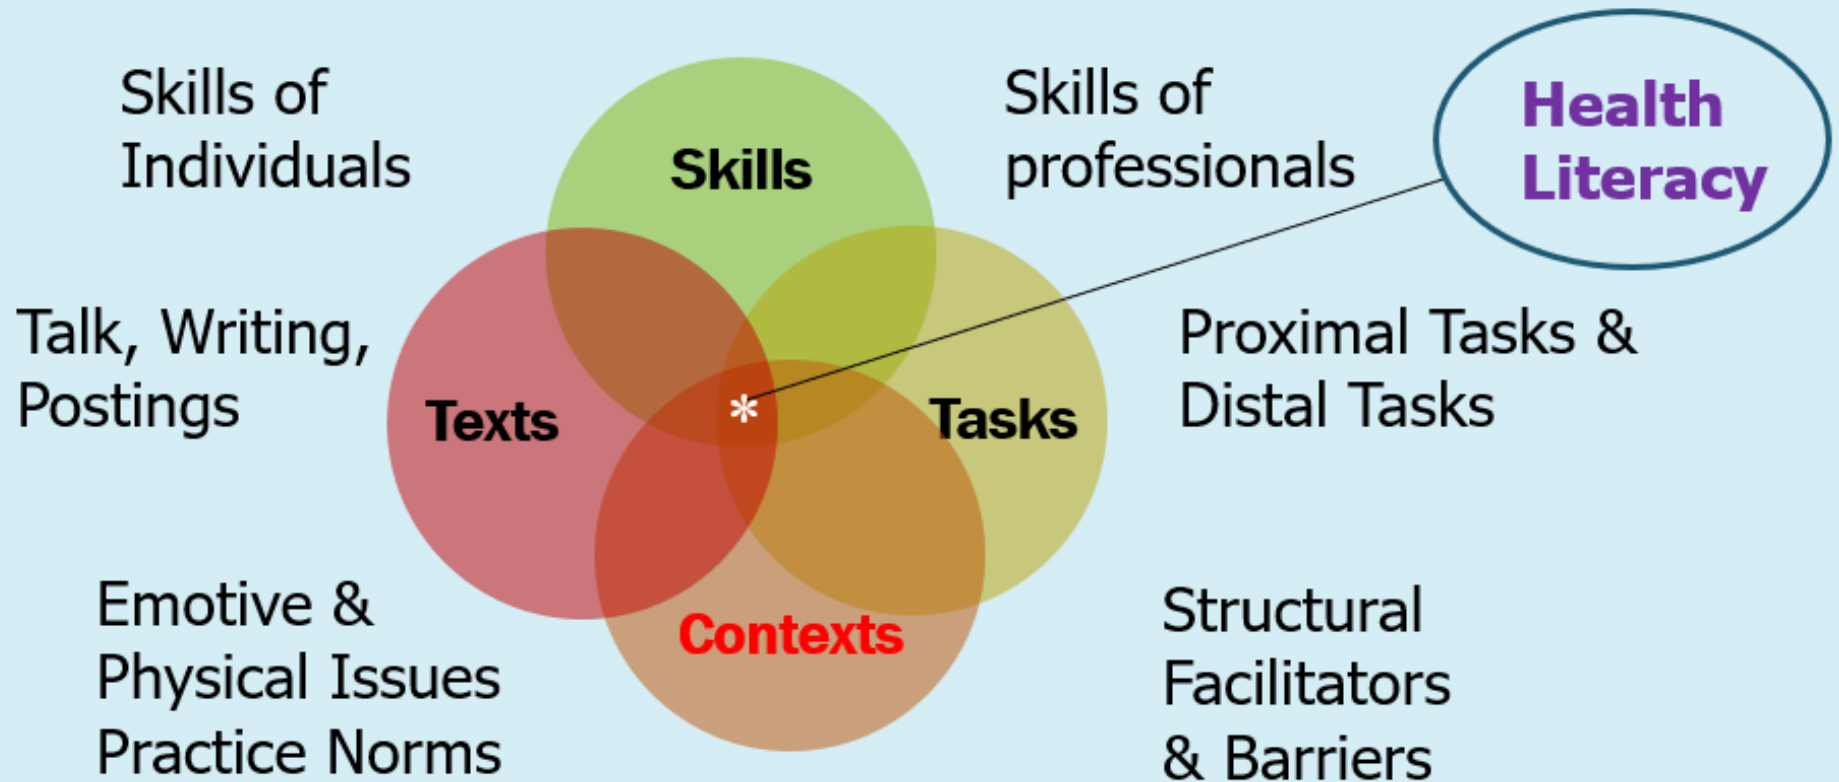 Skills of
Individuals
Skills
Skills of
professionals
Health
Literacy
Talk, Writing,
Postings
Texts
*
Tasks
Proximal Tasks &
Distal Tasks
Emotive &
Physical Issues
Practice Norms
Contexts
Structural
Facilitators
& Barriers